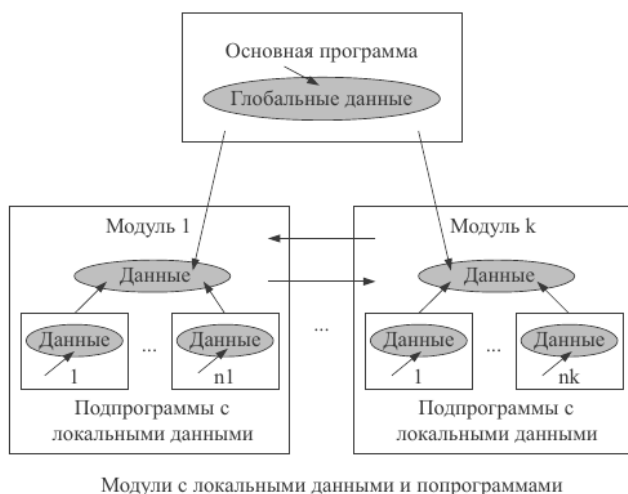 Основная программа
Глобальные данные
Модуль 1
Данные
Данные
...
Данные
1
n1
Подпрограммы с
локальными данными
...
Модуль k
Данные
Данные
...
Данные
1
nk
Подпрограммы с
локальными данными
Модули с локальными данными и попрограммами